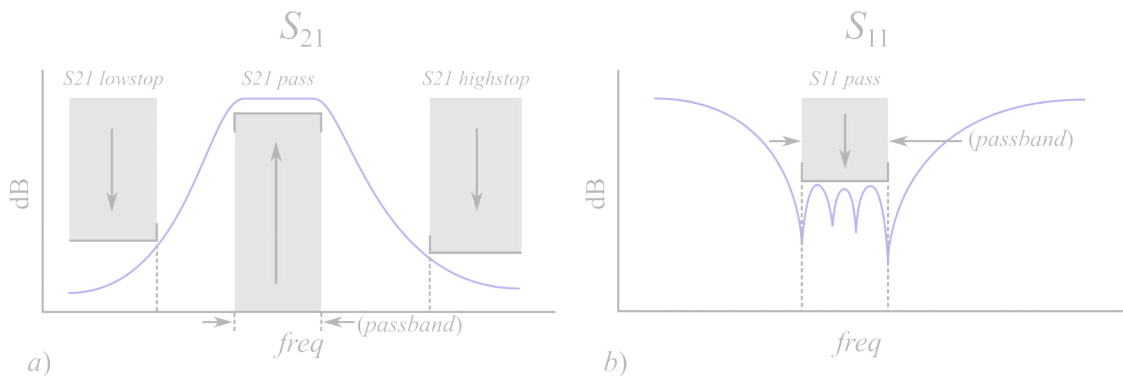 S21
S21 lowstop
S21 pass
S21 highstop
dB
(passband)
freq
a)
S11
S11 pass
(passband)
dB
freq
b)